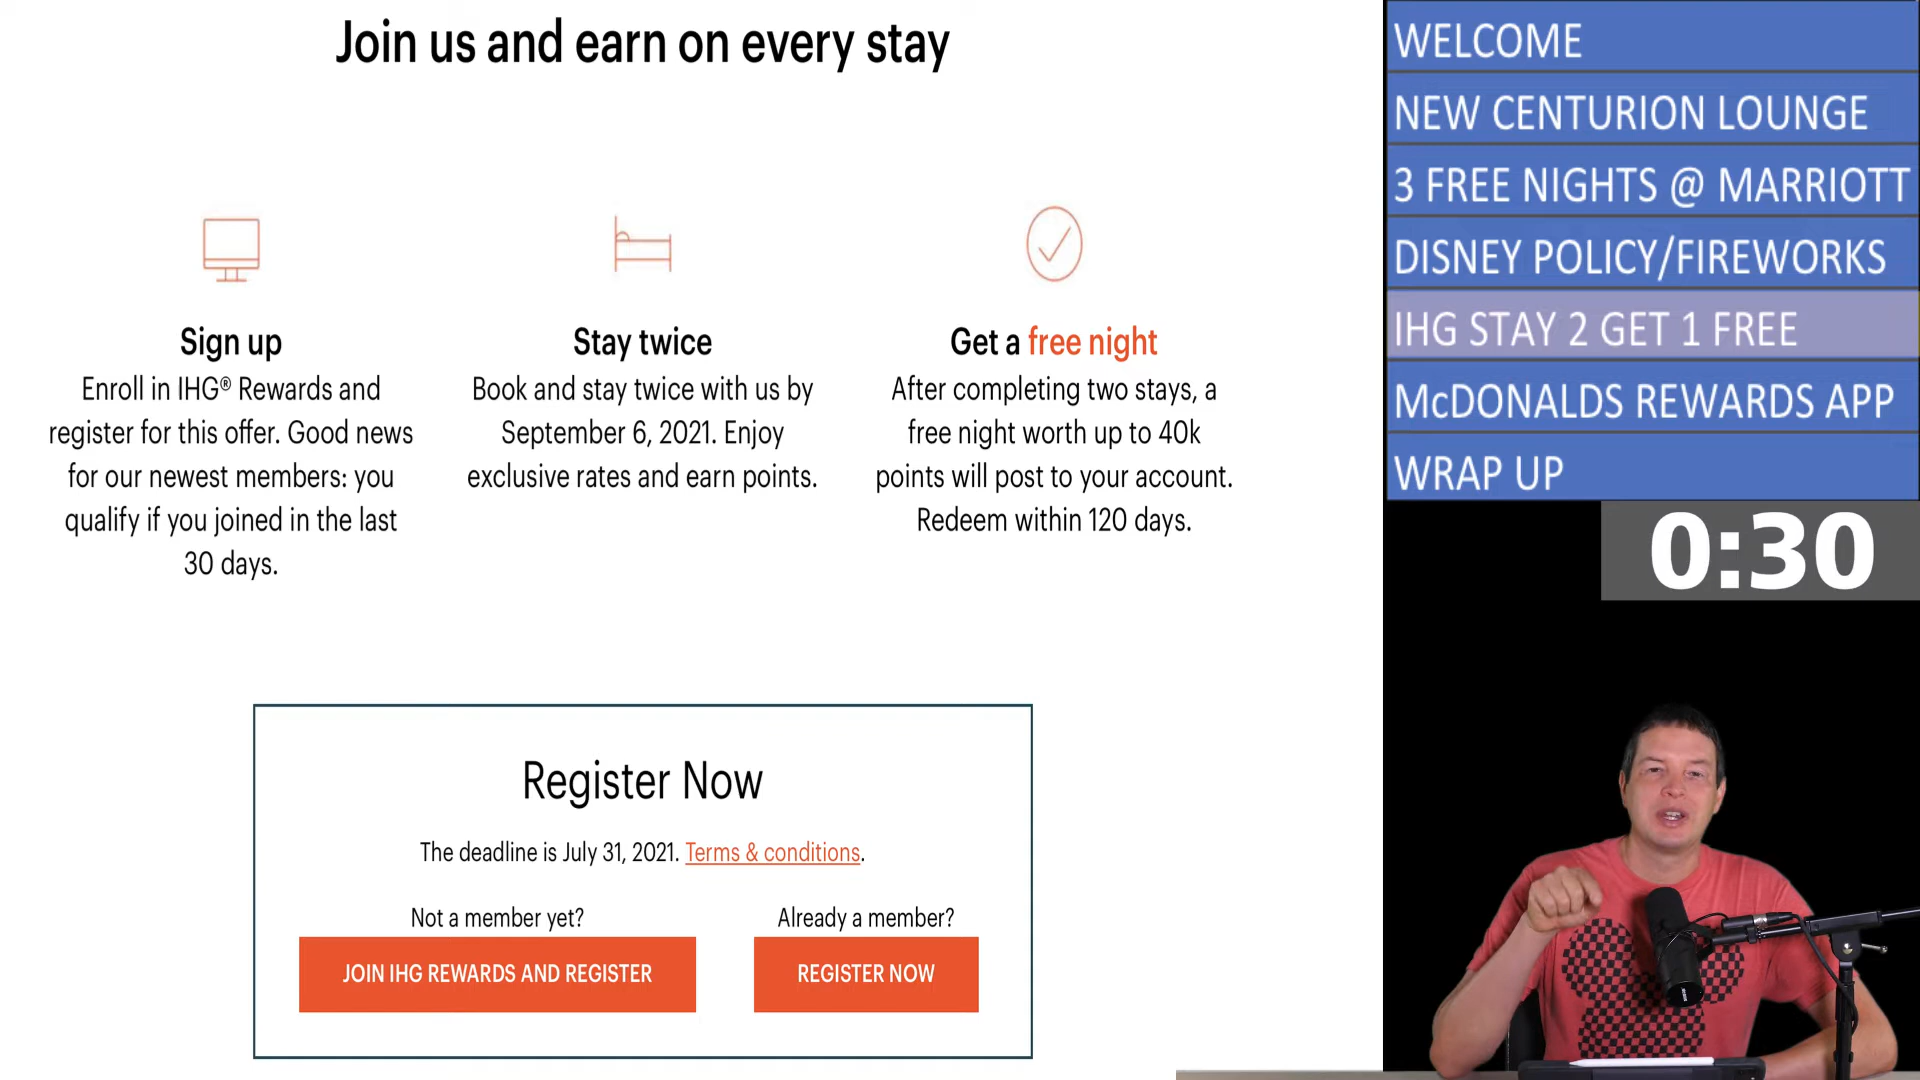 Join us and earn on every stay
Sign up
Enroll in IHG® Rewards and
register for this offer. Good news
for our newest members: you
qualify if you joined in the last
30 days.
Stay twice
Book and stay twice with us by
September 6, 2021. Enjoy
exclusive rates and earn points.
Get a free night
After completing two stays, a
free night worth up to 40k
points will post to your account.
Redeem within 120 days.
Register Now
The deadline is July 31, 2021. Terms & conditions.
Not a member yet?
JOIN IHG REWARDS AND REGISTER
Already a member?
REGISTER NOW
WELCOME
NEW CENTURION LOUNGE
3 FREE NIGHTS @ MARRIOTT
DISNEY POLICY/FIREWORKS
IHG STAY 2 GET 1 FREE
McDONALDS REWARDS APP
WRAP UP
0:30